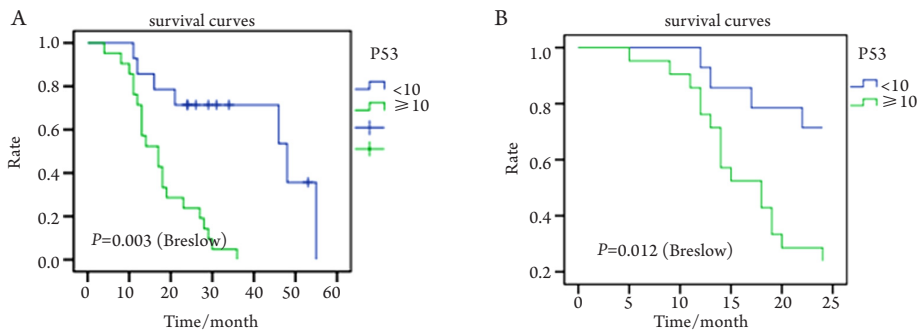 A
survival curves
P53
<10
≥10
1.0
0.8
0.6
0.4
0.2
0.0
Rate
P=0.003 (Breslow)
0 10 20 30 40 50 60
Time/month
B
survival curves
P53
<10
≥10
1.0
0.8
0.6
0.4
0.2
Rate
P=0.012 (Breslow)
0 5 10 15 20 25
Time/month